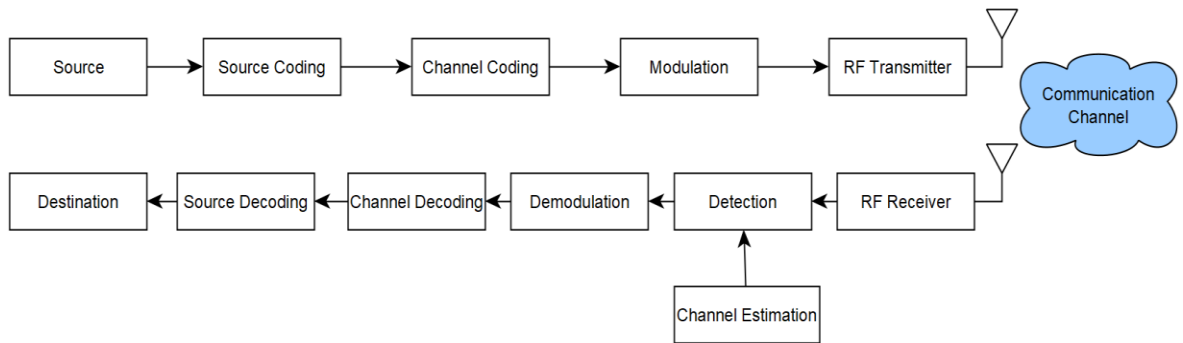 Source
Source Coding
Channel Coding
Modulation
RF Transmitter
Communication
Channel
Destination
Source Decoding
Channel Decoding
Demodulation
Detection
RF Receiver
Channel Estimation